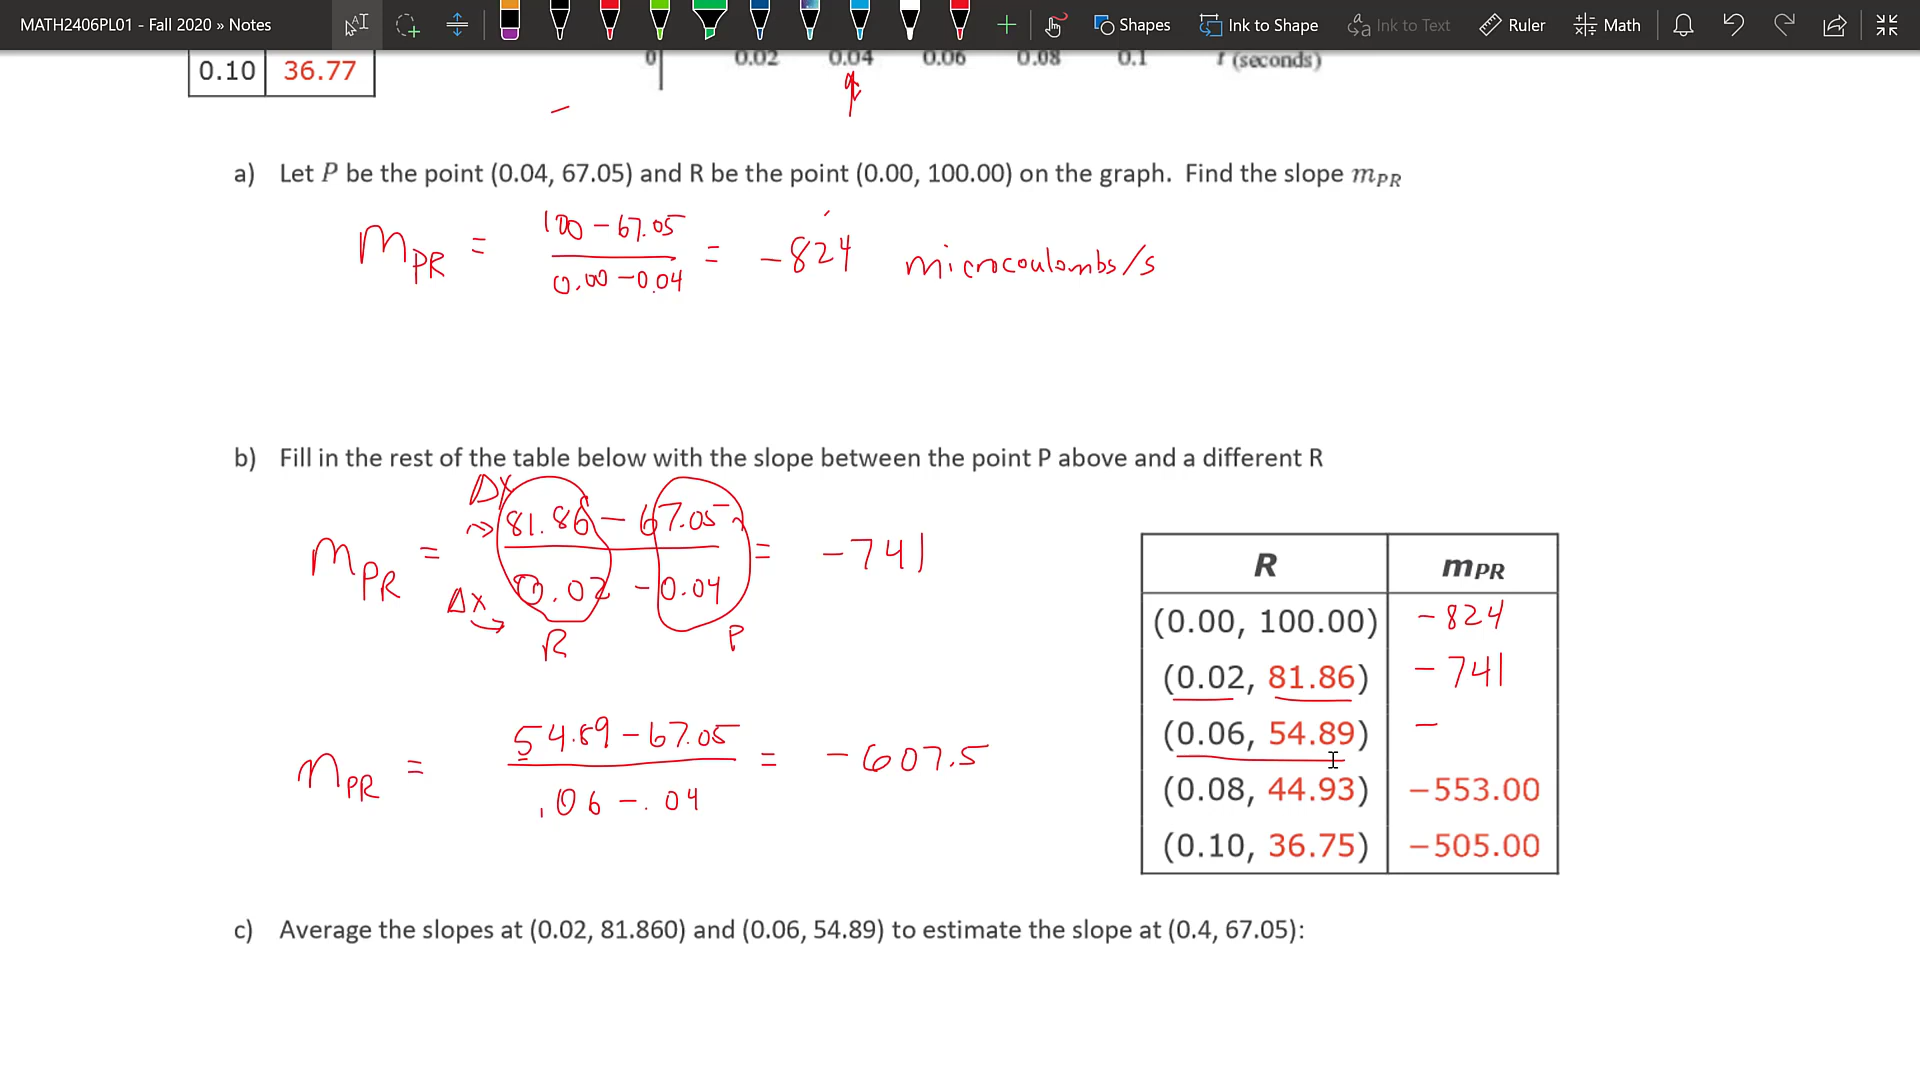 MATH2406PL01 - Fall 2020 » Notes
Shapes Ink to Shape Ink to Text Ruler Math
0.10 36.77
0 0.02 0.04 0.06 0.08 0.1 t (seconds)
a) Let P be the point (0.04, 67.05) and R be the point (0.00, 100.00) on the graph. Find the slope mPR
mPR = 100 - 67.05 / 0.00 - 0.04 = -824 microcoulombs/s
b) Fill in the rest of the table below with the slope between the point P above and a different R
Δx
mPR = 81.86 - 67.05 / 0.02 - 0.04 = -741
Δx
R P
mPR = 54.89 - 67.05 / .06 - .04 = -607.5
R mPR
(0.00, 100.00) -824
(0.02, 81.86) -741
(0.06, 54.89) -
(0.08, 44.93) −553.00
(0.10, 36.75) −505.00
c) Average the slopes at (0.02, 81.860) and (0.06, 54.89) to estimate the slope at (0.4, 67.05):